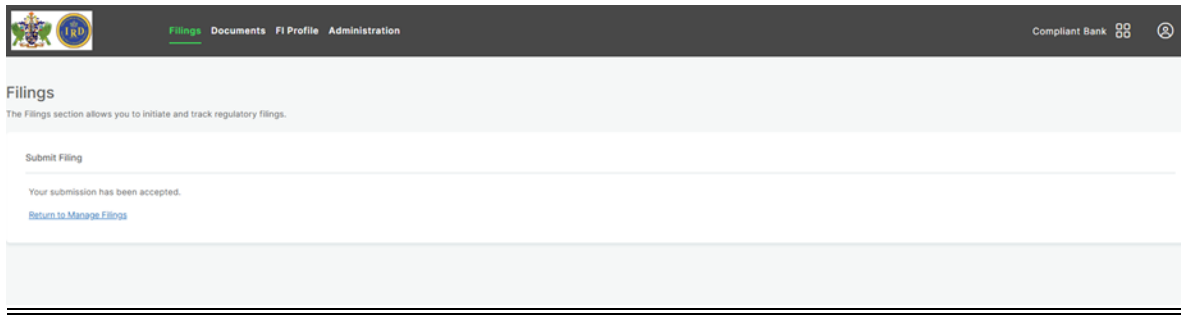 IRD
Filings Documents FI Profile Administration Compliant Bank
Filings
The Filings section allows you to initiate and track regulatory filings.
Submit Filing
Your submission has been accepted.
Return to Manage Filings